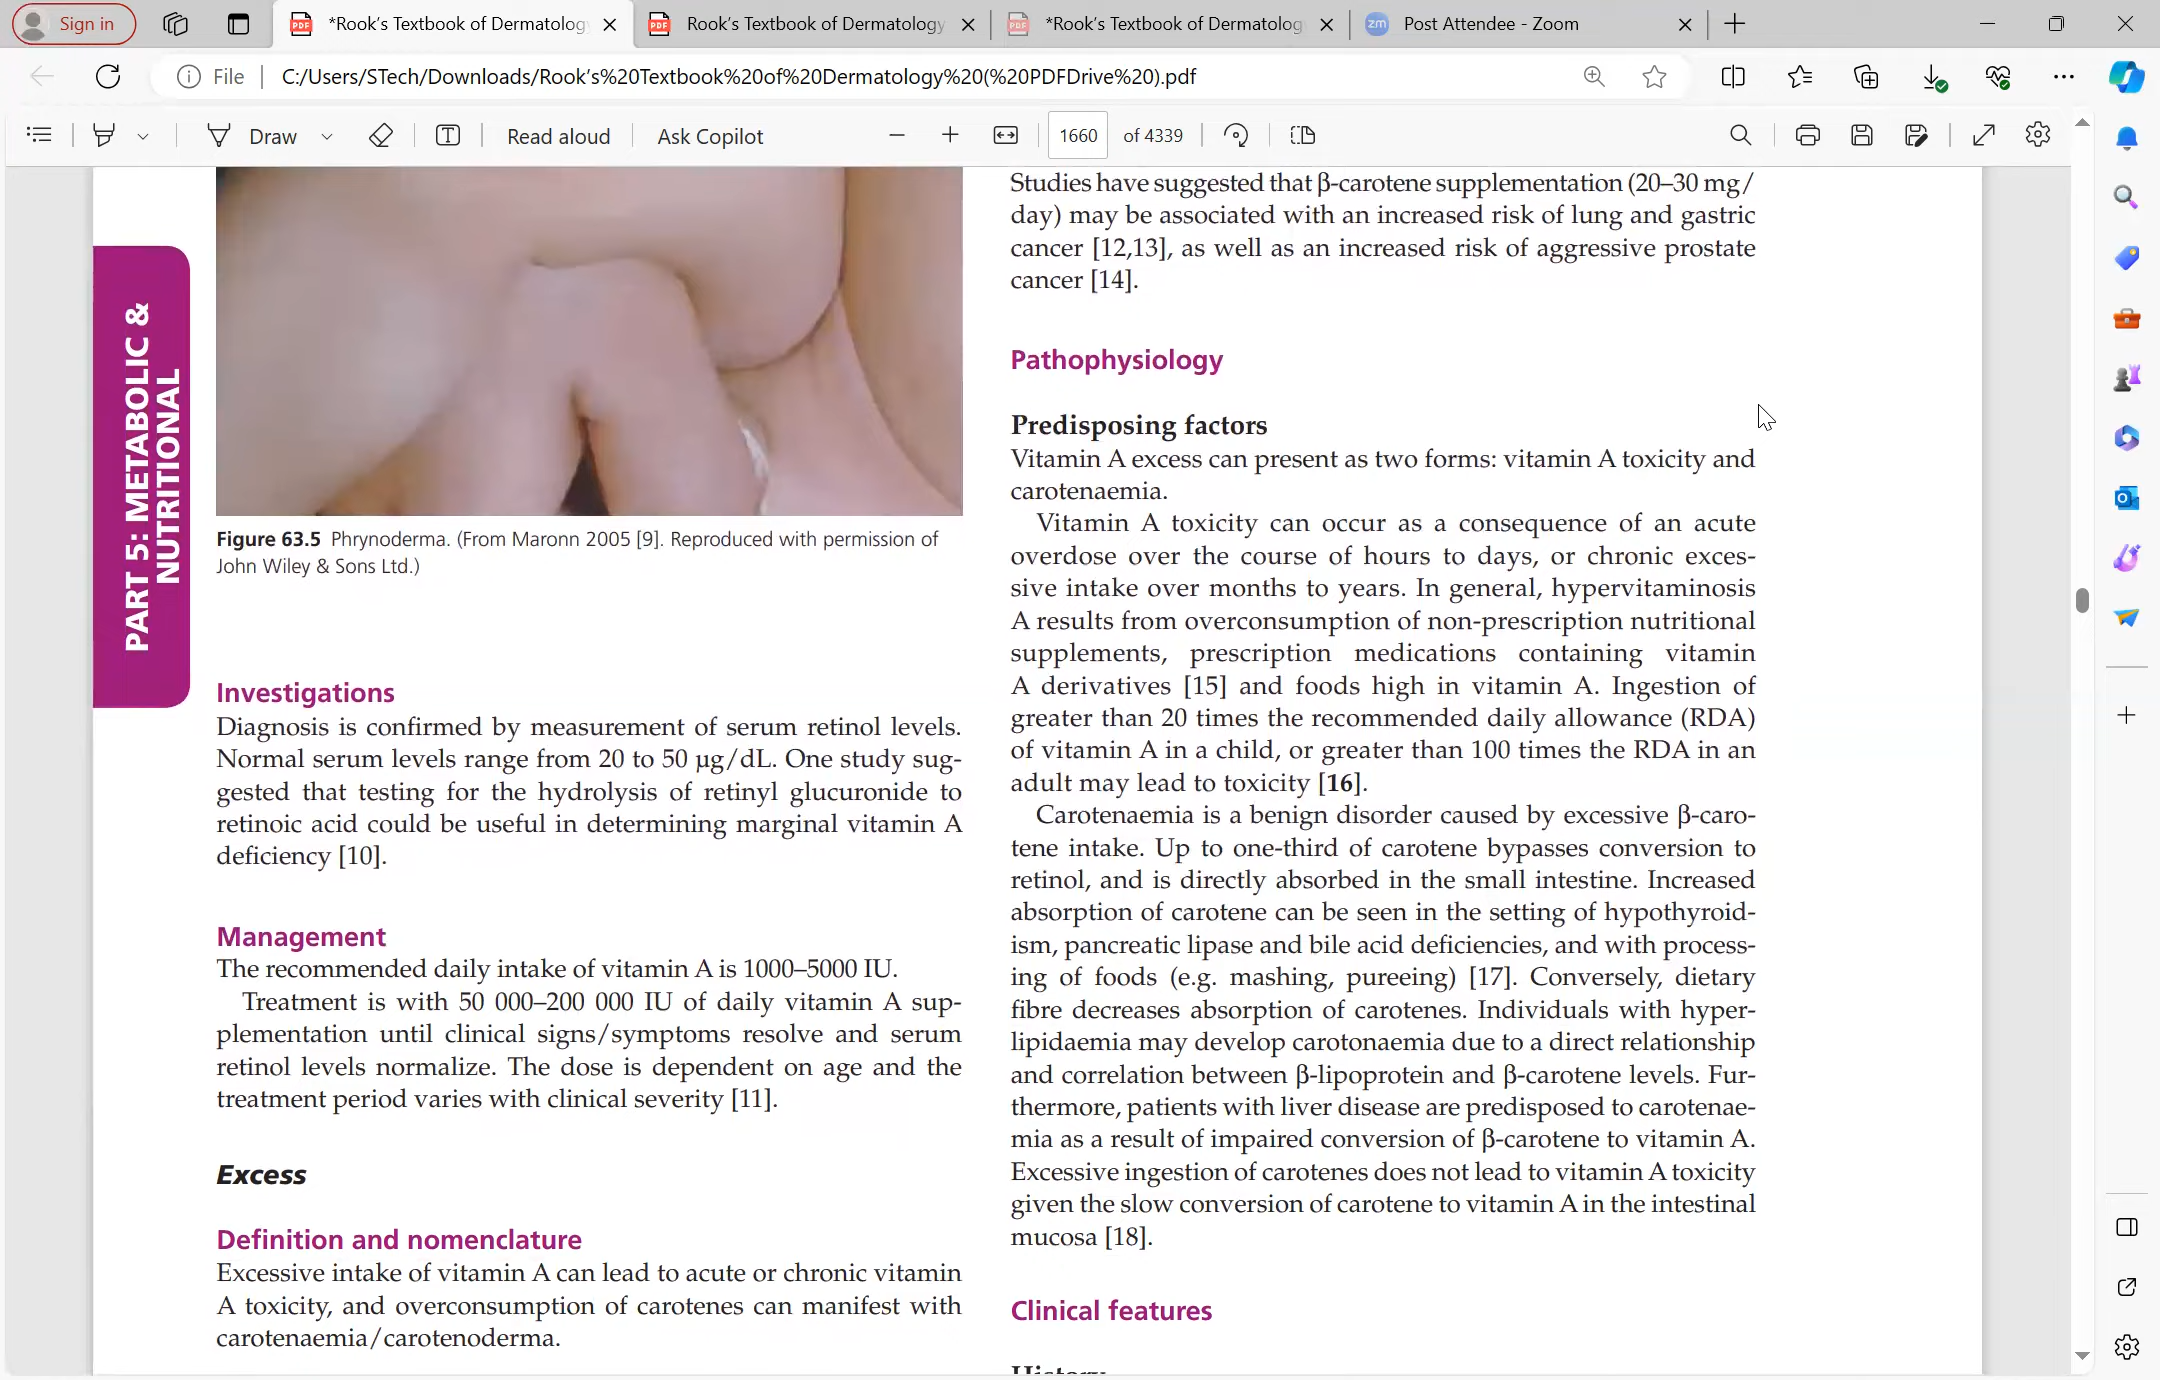 Sign in
*Rook's Textbook of Dermatolog
Rook's Textbook of Dermatology
*Rook's Textbook of Dermatolog
zm
Post Attendee - Zoom
File
C:/Users/STech/Downloads/Rook's%20Textbook%20of%20Dermatology%20(%20PDFDrive%20).pdf
Draw
Read aloud
Ask Copilot
1660 of 4339
PART 5: METABOLIC &
NUTRITIONAL
Figure 63.5 Phrynoderma. (From Maronn 2005 [9]. Reproduced with permission of
John Wiley & Sons Ltd.)
Investigations
Diagnosis is confirmed by measurement of serum retinol levels.
Normal serum levels range from 20 to 50 μg/dL. One study sug-
gested that testing for the hydrolysis of retinyl glucuronide to
retinoic acid could be useful in determining marginal vitamin A
deficiency [10].
Management
The recommended daily intake of vitamin A is 1000–5000 IU.
Treatment is with 50 000–200 000 IU of daily vitamin A sup-
plementation until clinical signs/symptoms resolve and serum
retinol levels normalize. The dose is dependent on age and the
treatment period varies with clinical severity [11].
Excess
Definition and nomenclature
Excessive intake of vitamin A can lead to acute or chronic vitamin
A toxicity, and overconsumption of carotenes can manifest with
carotenaemia/carotenoderma.
Studies have suggested that β-carotene supplementation (20–30 mg/
day) may be associated with an increased risk of lung and gastric
cancer [12,13], as well as an increased risk of aggressive prostate
cancer [14].
Pathophysiology
Predisposing factors
Vitamin A excess can present as two forms: vitamin A toxicity and
carotenaemia.
Vitamin A toxicity can occur as a consequence of an acute
overdose over the course of hours to days, or chronic exces-
sive intake over months to years. In general, hypervitaminosis
A results from overconsumption of non-prescription nutritional
supplements, prescription medications containing vitamin
A derivatives [15] and foods high in vitamin A. Ingestion of
greater than 20 times the recommended daily allowance (RDA)
of vitamin A in a child, or greater than 100 times the RDA in an
adult may lead to toxicity [16].
Carotenaemia is a benign disorder caused by excessive β-caro-
tene intake. Up to one-third of carotene bypasses conversion to
retinol, and is directly absorbed in the small intestine. Increased
absorption of carotene can be seen in the setting of hypothyroid-
ism, pancreatic lipase and bile acid deficiencies, and with process-
ing of foods (e.g. mashing, pureeing) [17]. Conversely, dietary
fibre decreases absorption of carotenes. Individuals with hyper-
lipidaemia may develop carotonaemia due to a direct relationship
and correlation between β-lipoprotein and β-carotene levels. Fur-
thermore, patients with liver disease are predisposed to carotenae-
mia as a result of impaired conversion of β-carotene to vitamin A.
Excessive ingestion of carotenes does not lead to vitamin A toxicity
given the slow conversion of carotene to vitamin A in the intestinal
mucosa [18].
Clinical features